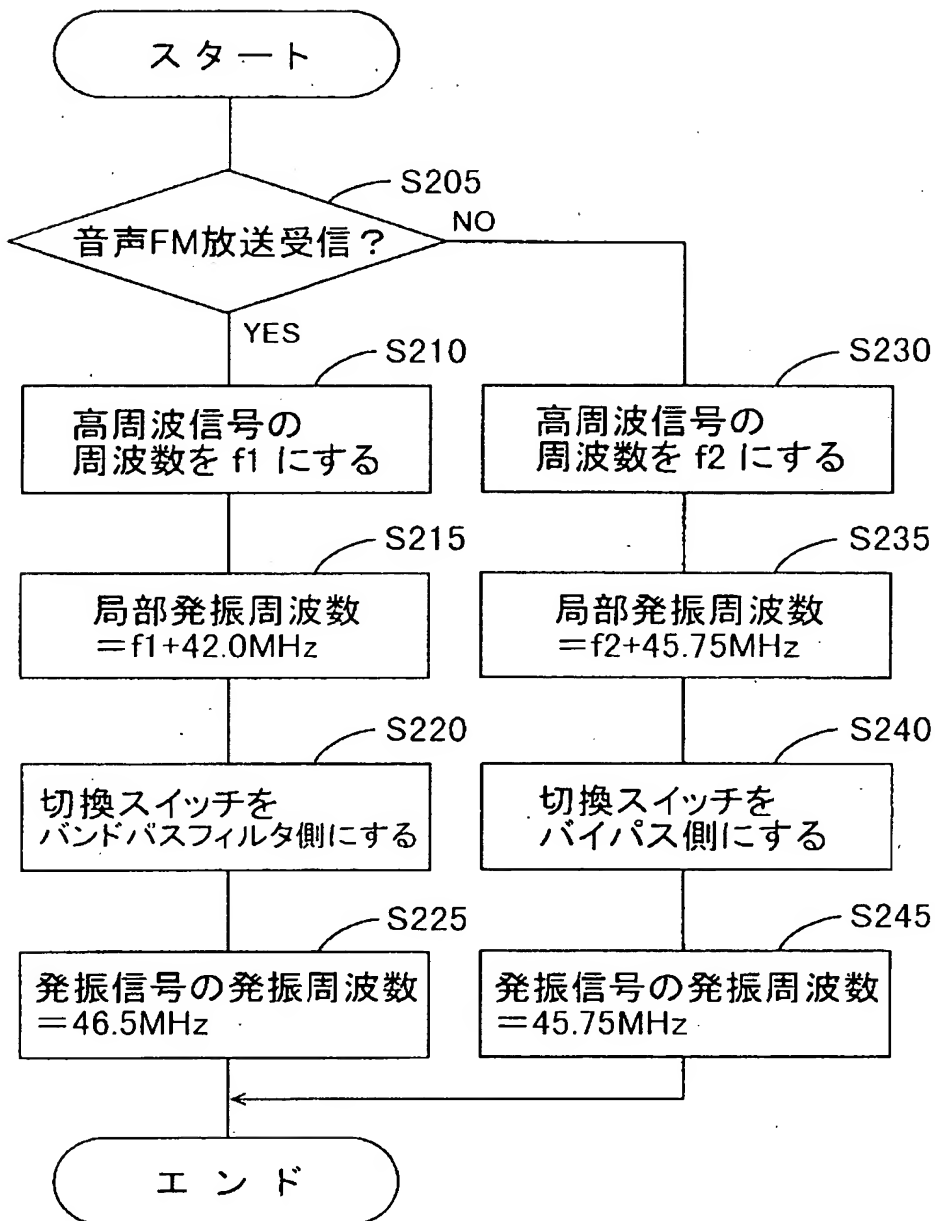 スタート
S205
音声FM放送受信？
NO
YES
S210
高周波信号の
周波数を f1 にする
S215
局部発振周波数
＝f1+42.0MHz
S220
切換スイッチを
バンドバスフィルタ側にする
S225
発振信号の発振周波数
＝46.5MHz
S230
高周波信号の
周波数を f2 にする
S235
局部発振周波数
＝f2+45.75MHz
S240
切換スイッチを
バイパス側にする
S245
発振信号の発振周波数
＝45.75MHz
エンド